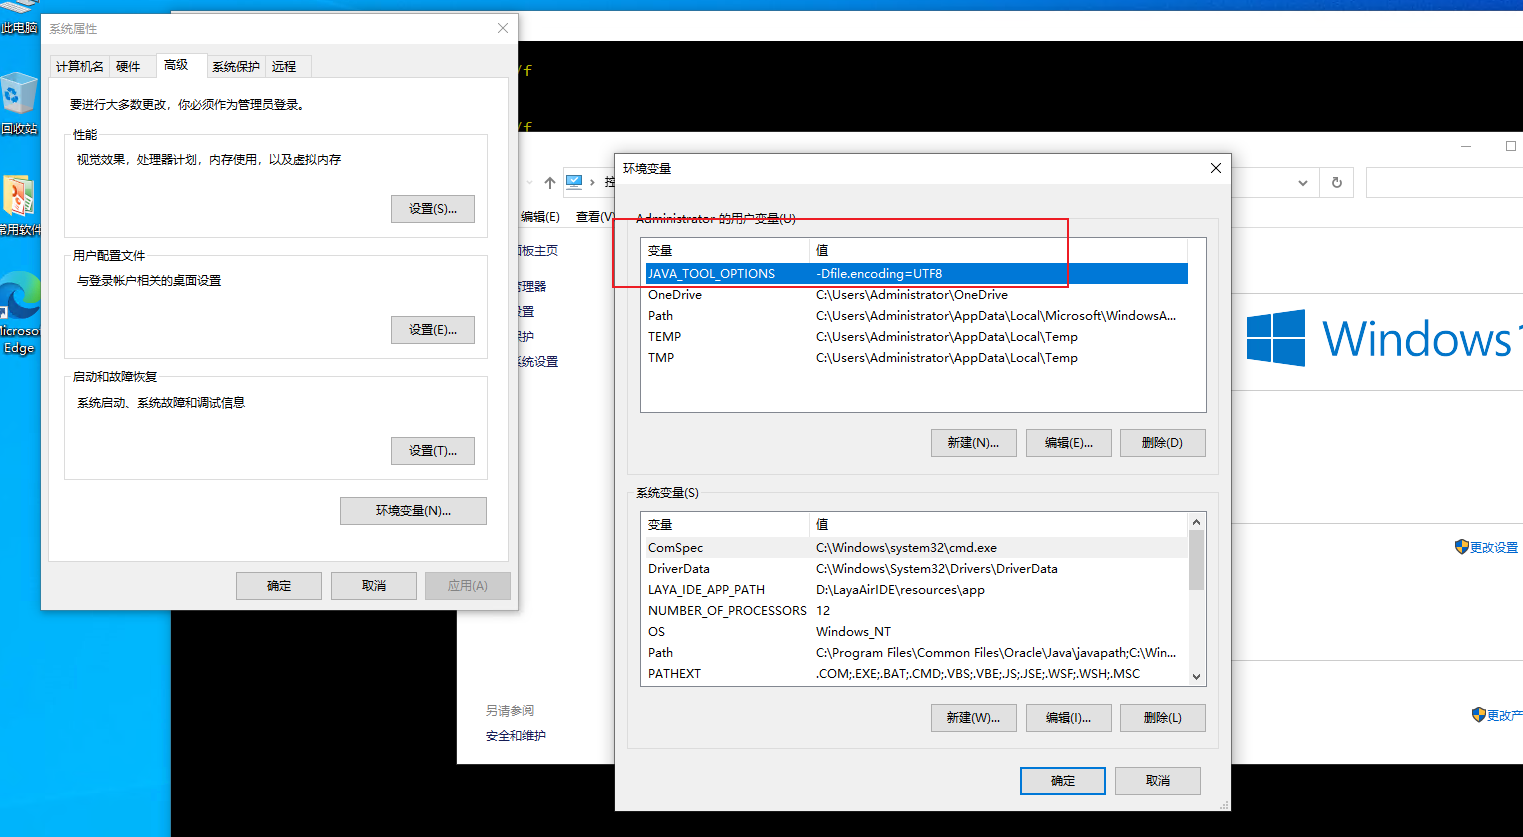 此电脑
回收站
常用软件
Microsoft
Edge
系统属性
计算机名
硬件
高级
系统保护
远程
要进行大多数更改，你必须作为管理员登录。
性能
视觉效果，处理器计划，内存使用，以及虚拟内存
设置(S)...
用户配置文件
与登录帐户相关的桌面设置
设置(E)...
启动和故障恢复
系统启动、系统故障和调试信息
设置(T)...
环境变量(N)...
确定
取消
应用(A)
/f
/f
控
编辑(E)
查看(V)
面板主页
管理器
设置
保护
系统设置
另请参阅
安全和维护
环境变量
Administrator 的用户变量(U)
变量 值
JAVA_TOOL_OPTIONS -Dfile.encoding=UTF8
OneDrive C:\Users\Administrator\OneDrive
Path C:\Users\Administrator\AppData\Local\Microsoft\WindowsA...
TEMP C:\Users\Administrator\AppData\Local\Temp
TMP C:\Users\Administrator\AppData\Local\Temp
新建(N)...
编辑(E)...
删除(D)
系统变量(S)
变量 值
ComSpec C:\Windows\system32\cmd.exe
DriverData C:\Windows\System32\Drivers\DriverData
LAYA_IDE_APP_PATH D:\LayaAirIDE\resources\app
NUMBER_OF_PROCESSORS 12
OS Windows_NT
Path C:\Program Files\Common Files\Oracle\Java\javapath;C:\Win...
PATHEXT .COM;.EXE;.BAT;.CMD;.VBS;.VBE;.JS;.JSE;.WSF;.WSH;.MSC
新建(W)...
编辑(I)...
删除(L)
确定
取消
Windows 1
更改设置
更改产